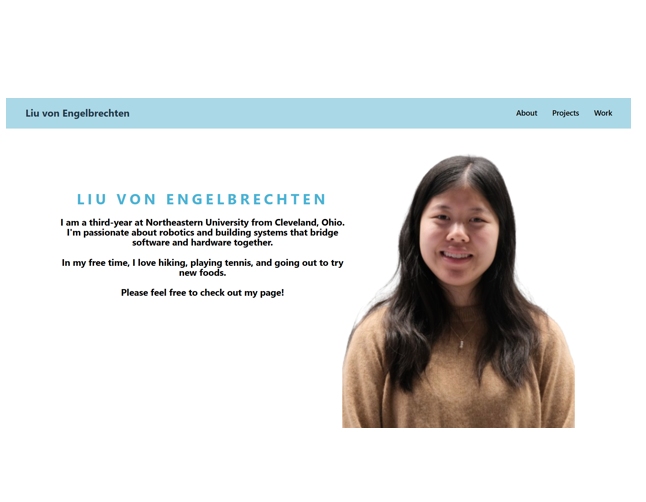 Liu von Engelbrechten
About Projects Work
LIU VON ENGELBRECHTEN
I am a third-year at Northeastern University from Cleveland, Ohio.
I'm passionate about robotics and building systems that bridge
software and hardware together.
In my free time, I love hiking, playing tennis, and going out to try
new foods.
Please feel free to check out my page!